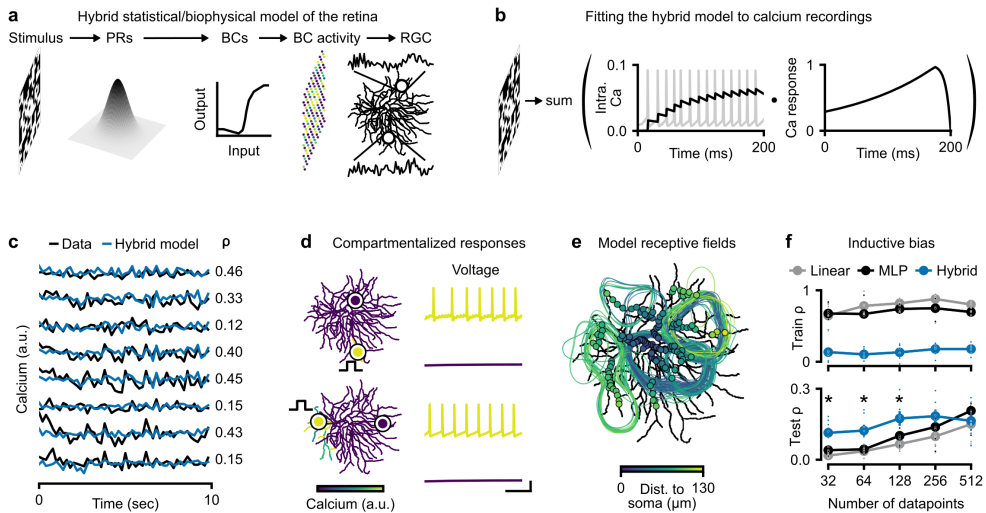 a Hybrid statistical/biophysical model of the retina
Stimulus PRs BCs BC activity RGC
Output
Input
b Fitting the hybrid model to calcium recordings
sum
Intra. Ca
0.1
0.0
0 200
Time (ms)
Ca response
1
0
0 200
Time (ms)
c Data Hybrid model ρ
Calcium (a.u.)
0.46
0.33
0.12
0.40
0.45
0.15
0.43
0.15
0 10
Time (sec)
d Compartmentalized responses
Voltage
Calcium (a.u.)
e Model receptive fields
0 Dist. to 130
soma (µm)
f Inductive bias
Linear MLP Hybrid
Train ρ
1
0
Test ρ
0.3
0.0
* * *
32 64 128 256 512
Number of datapoints